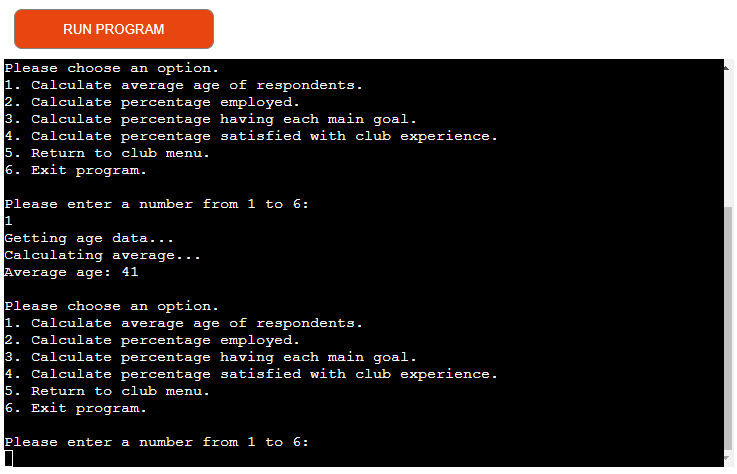 RUN PROGRAM
Please choose an option.
1. Calculate average age of respondents.
2. Calculate percentage employed.
3. Calculate percentage having each main goal.
4. Calculate percentage satisfied with club experience.
5. Return to club menu.
6. Exit program.
Please enter a number from 1 to 6:
1
Getting age data...
Calculating average...
Average age: 41
Please choose an option.
1. Calculate average age of respondents.
2. Calculate percentage employed.
3. Calculate percentage having each main goal.
4. Calculate percentage satisfied with club experience.
5. Return to club menu.
6. Exit program.
Please enter a number from 1 to 6: